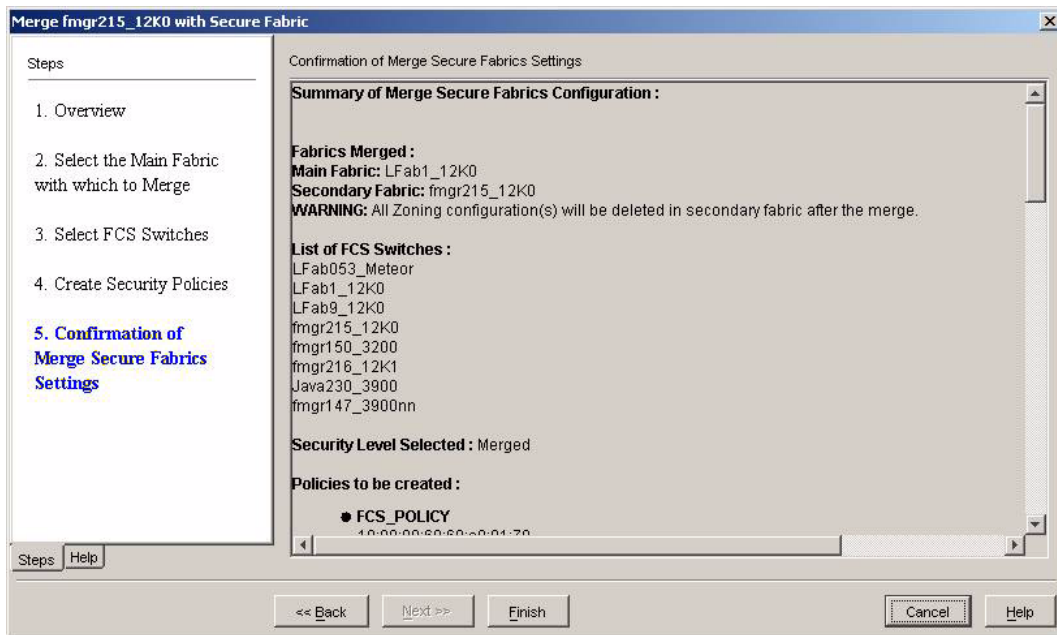 Merge fmgr215_12K0 with Secure Fabric
Steps
1. Overview
2. Select the Main Fabric
with which to Merge
3. Select FCS Switches
4. Create Security Policies
5. Confirmation of
Merge Secure Fabrics
Settings
Steps
Help
Confirmation of Merge Secure Fabrics Settings
Summary of Merge Secure Fabrics Configuration :
Fabrics Merged :
Main Fabric: LFab1_12K0
Secondary Fabric: fmgr215_12K0
WARNING: All Zoning configuration(s) will be deleted in secondary fabric after the merge.
List of FCS Switches :
LFab053_Meteor
LFab1_12K0
LFab9_12K0
fmgr215_12K0
fmgr150_3200
fmgr216_12K1
Java230_3900
fmgr147_3900nn
Security Level Selected : Merged
Policies to be created :
● FCS_POLICY
<< Back
Next >>
Finish
Cancel
Help